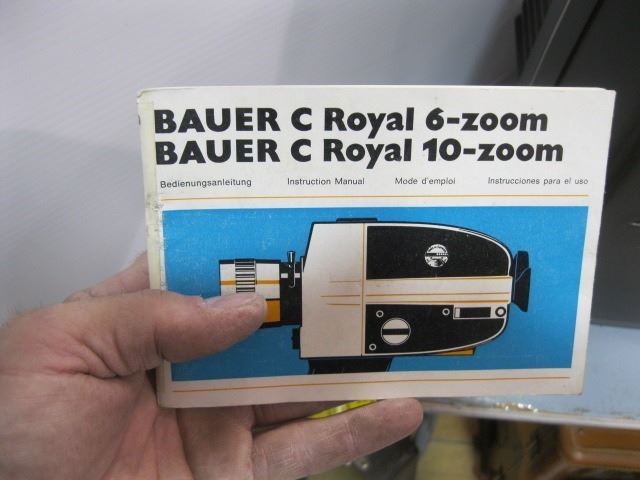 BAUER C Royal 6-zoom
BAUER C Royal 10-zoom
Bedienungsanleitung Instruction Manual Mode d'emploi Instrucciones para el uso